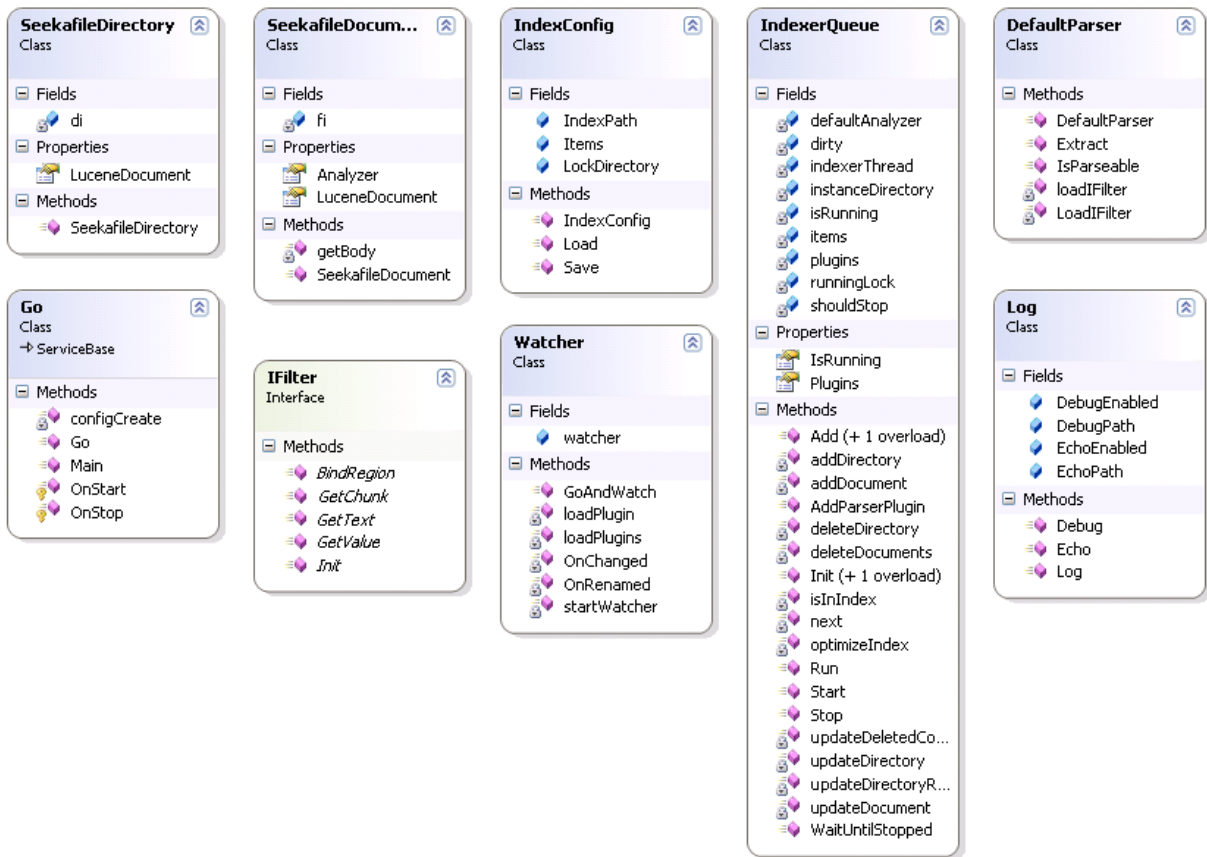 SeekafileDirectory
Class
Fields
di
Properties
LuceneDocument
Methods
SeekafileDirectory
SeekafileDocum...
Class
Fields
fi
Properties
Analyzer
LuceneDocument
Methods
getBody
SeekafileDocument
IndexConfig
Class
Fields
IndexPath
Items
LockDirectory
Methods
IndexConfig
Load
Save
IndexerQueue
Class
Fields
defaultAnalyzer
dirty
indexerThread
instanceDirectory
isRunning
items
plugins
runningLock
shouldStop
Properties
IsRunning
Plugins
Methods
Add (+ 1 overload)
addDirectory
addDocument
AddParserPlugin
deleteDirectory
deleteDocuments
Init (+ 1 overload)
isInIndex
next
optimizeIndex
Run
Start
Stop
updateDeletedCo...
updateDirectory
updateDirectoryR...
updateDocument
WaitUntilStopped
DefaultParser
Class
Methods
DefaultParser
Extract
IsParseable
loadIFilter
LoadIFilter
Go
Class
ServiceBase
Methods
configCreate
Go
Main
OnStart
OnStop
IFilter
Interface
Methods
BindRegion
GetChunk
GetText
GetValue
Init
Watcher
Class
Fields
watcher
Methods
GoAndWatch
loadPlugin
loadPlugins
OnChanged
OnRenamed
startWatcher
Log
Class
Fields
DebugEnabled
DebugPath
EchoEnabled
EchoPath
Methods
Debug
Echo
Log